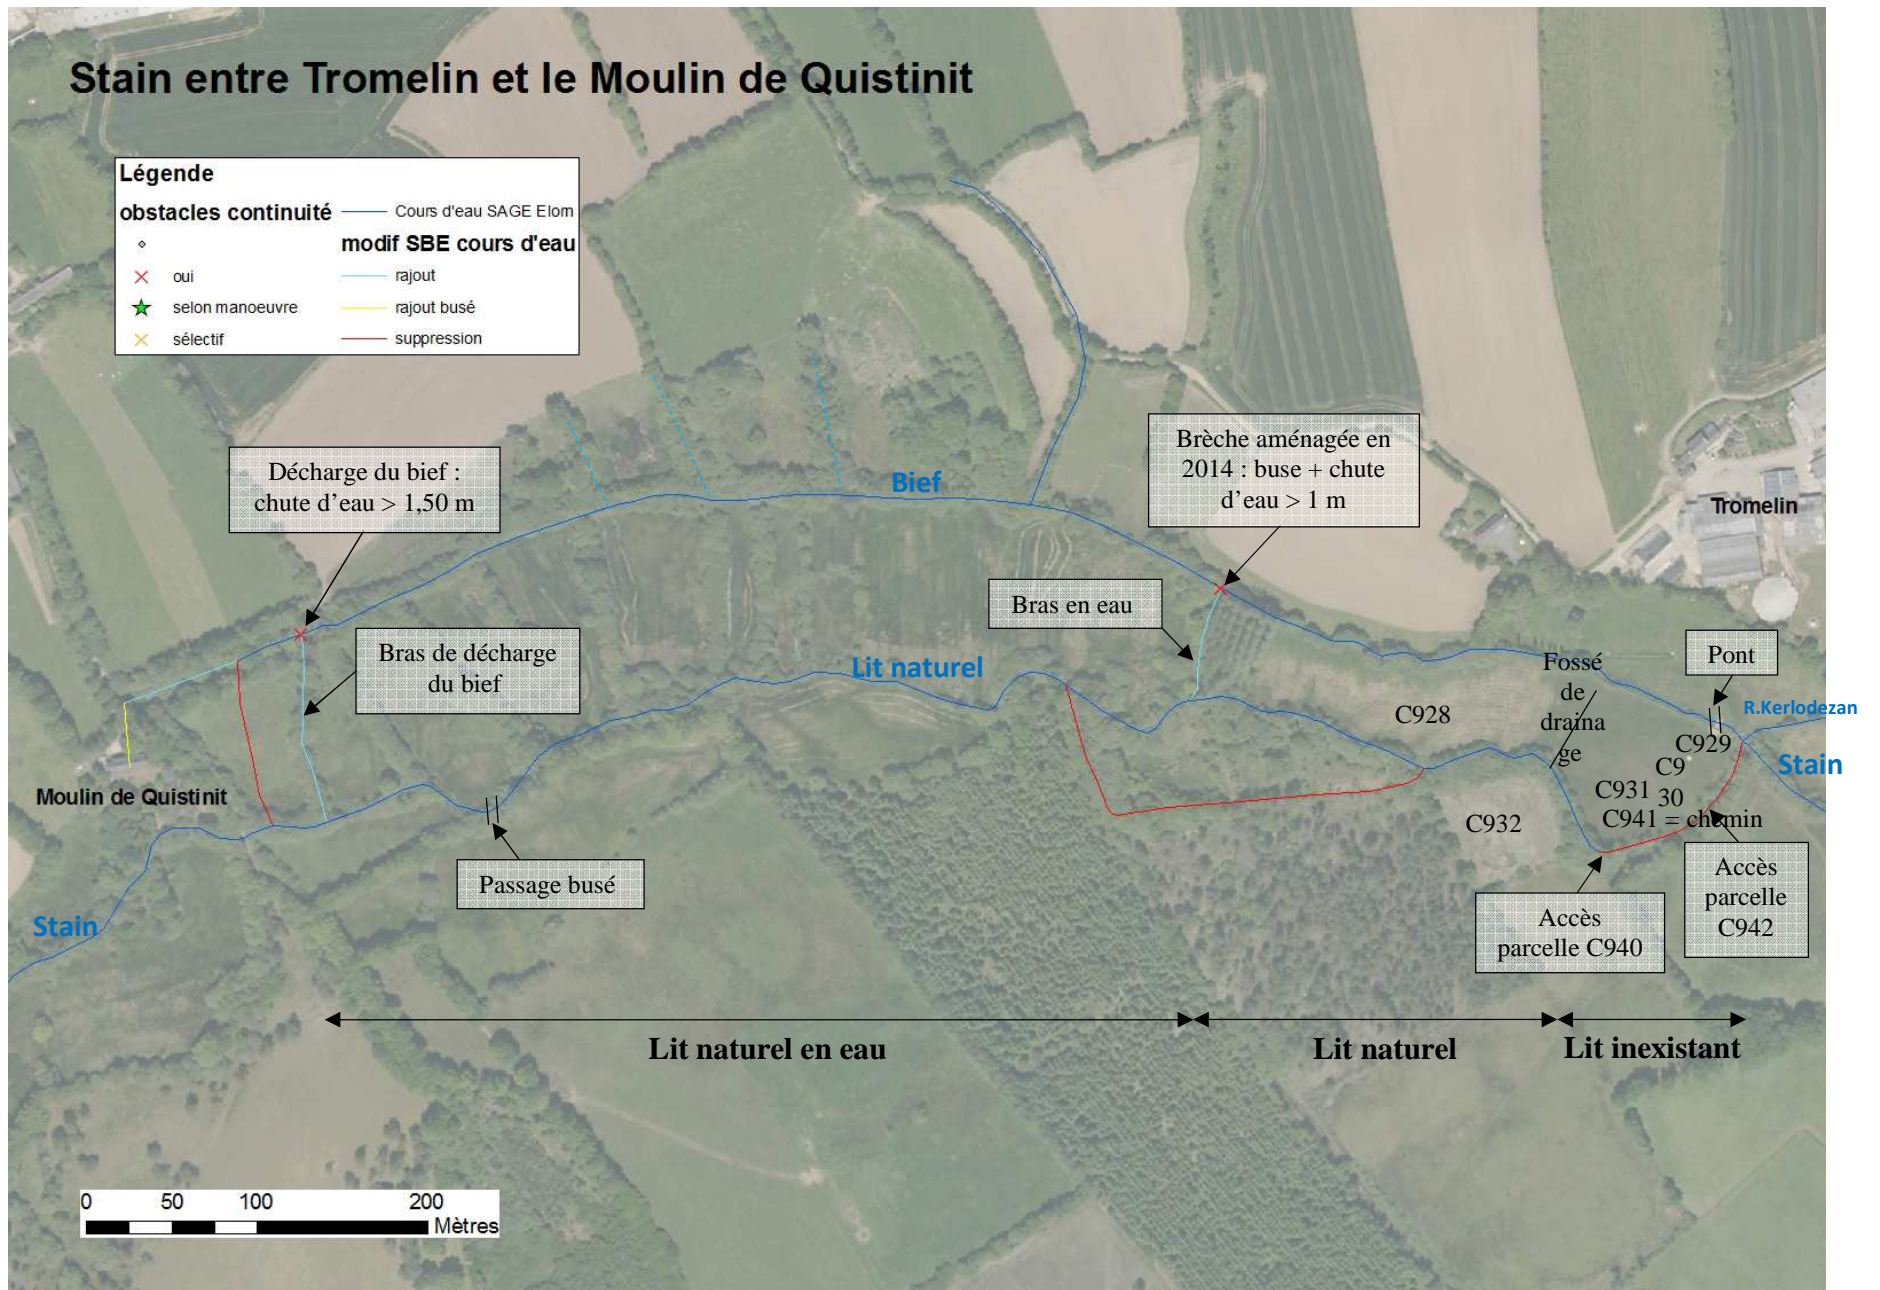 Stain entre Tromelin et le Moulin de Quistinit
Légende
obstacles continuité
oui
selon manoeuvre
sélectif
Cours d'eau SAGE Elorn
modif SBE cours d'eau
rajout
rajout busé
suppression
Décharge du bief :
chute d’eau > 1,50 m
Bief
Brèche aménagée en
2014 : buse + chute
d’eau > 1 m
Tromelin
Bras en eau
Bras de décharge
du bief
Lit naturel
Fossé
de
draina
ge
Pont
R.Kerlodezan
C928
C929
Stain
C9
30
C931
C941 = chemin
C932
Moulin de Quistinit
Passage busé
Accès
parcelle
C942
Accès
parcelle C940
Stain
Lit naturel en eau
Lit naturel
Lit inexistant
0 50 100 200
Mètres